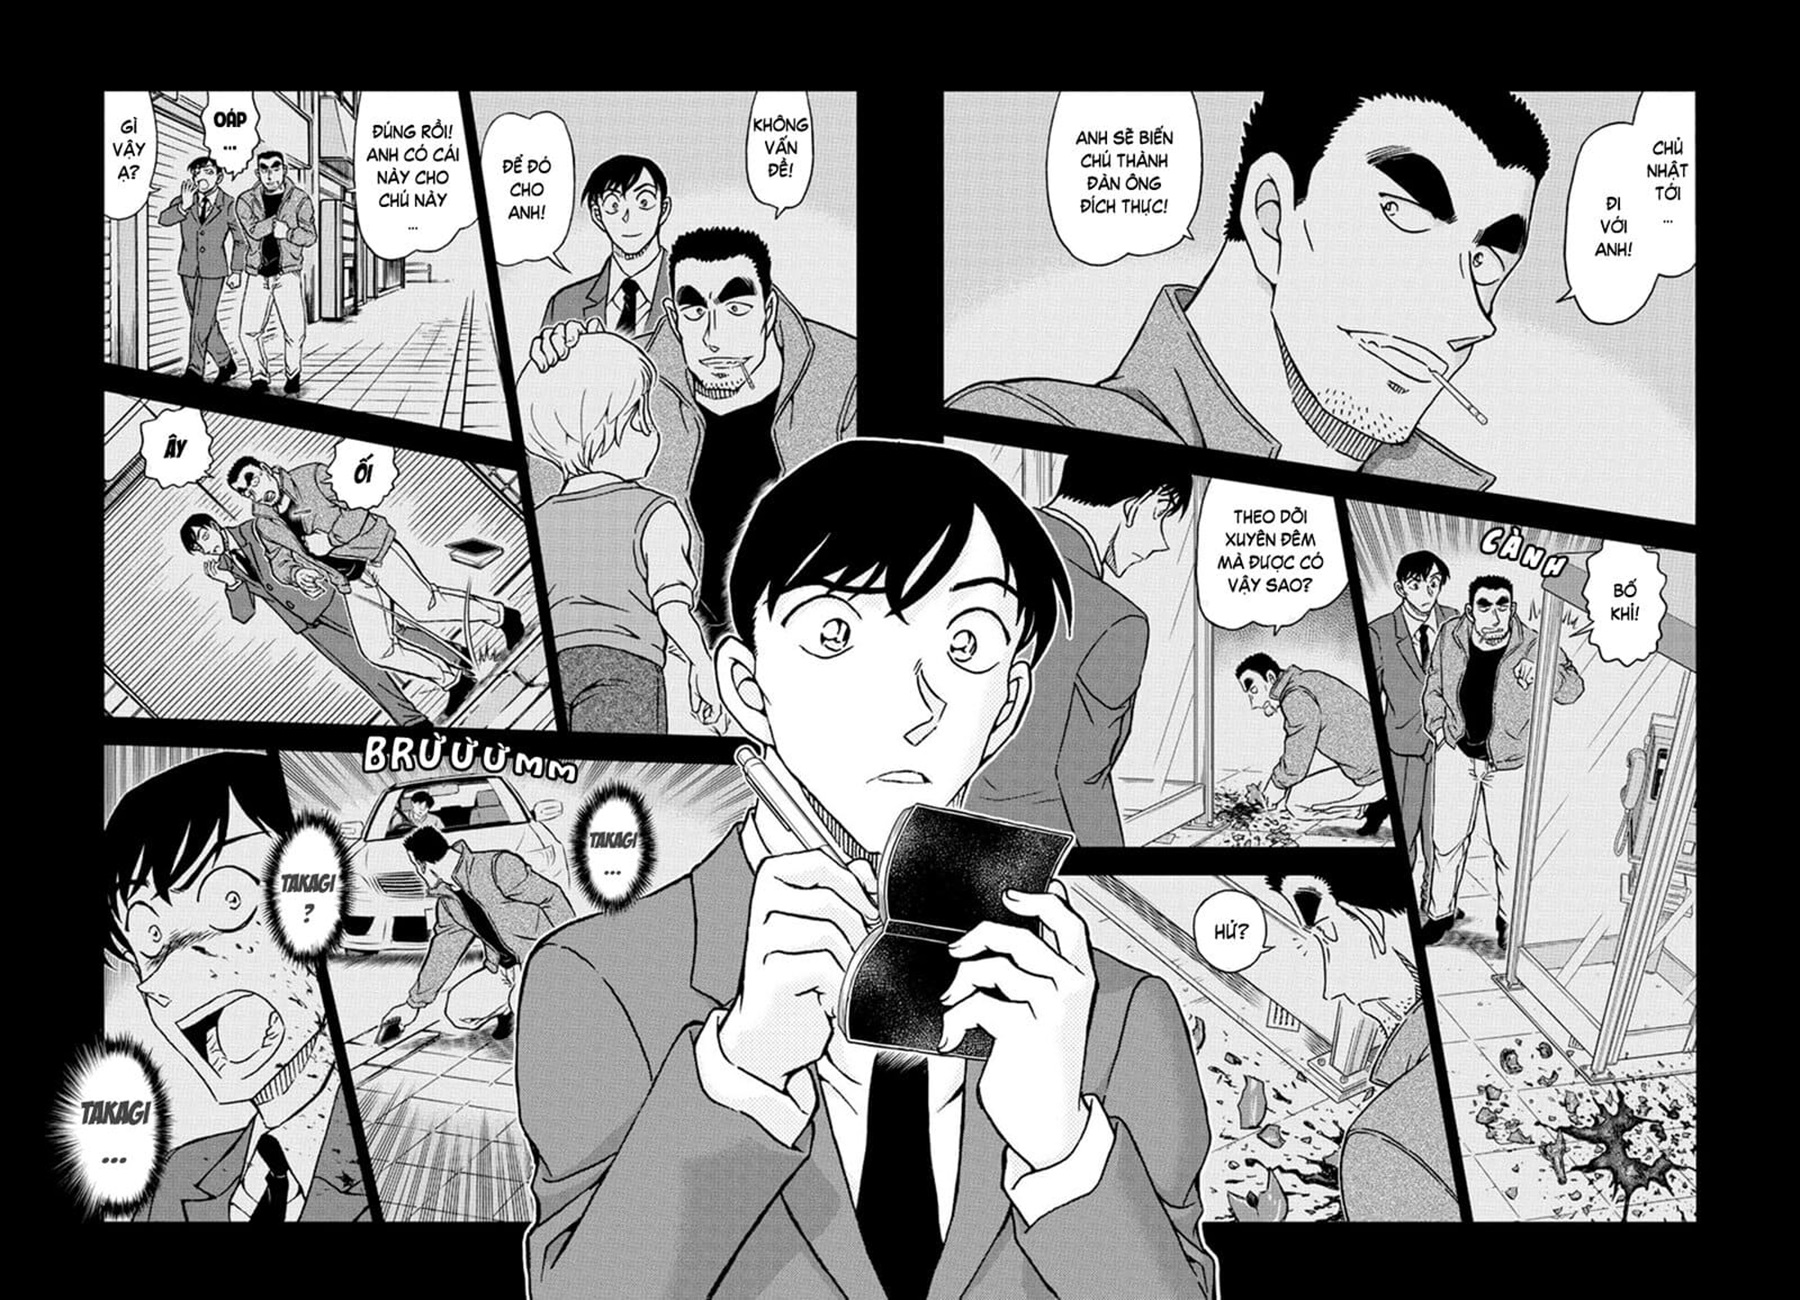 CHỦ
NHẬT
TỚI
...
ĐI
VỚI
ANH!
ANH SẼ BIẾN
CHÚ THÀNH
ĐÀN ÔNG
ĐÍCH THỰC!
CÀNH
BỐ
KHỈ!
THEO DÕI
XUYÊN ĐÊM
MÀ ĐƯỢC CÓ
VẬY SAO?
HỬ?
KHÔNG
VẤN
ĐỀ!
ĐỂ ĐÓ
CHO
ANH!
ĐÚNG RỒI!
ANH CÓ CÁI
NÀY CHO
CHÚ NÀY
...
OÁP
...
GÌ
VẬY
Ạ?
ỐI
ÂY
BRỪỪỪMM
TAKAGI
...
TAKAGI
?
TAKAGI
...